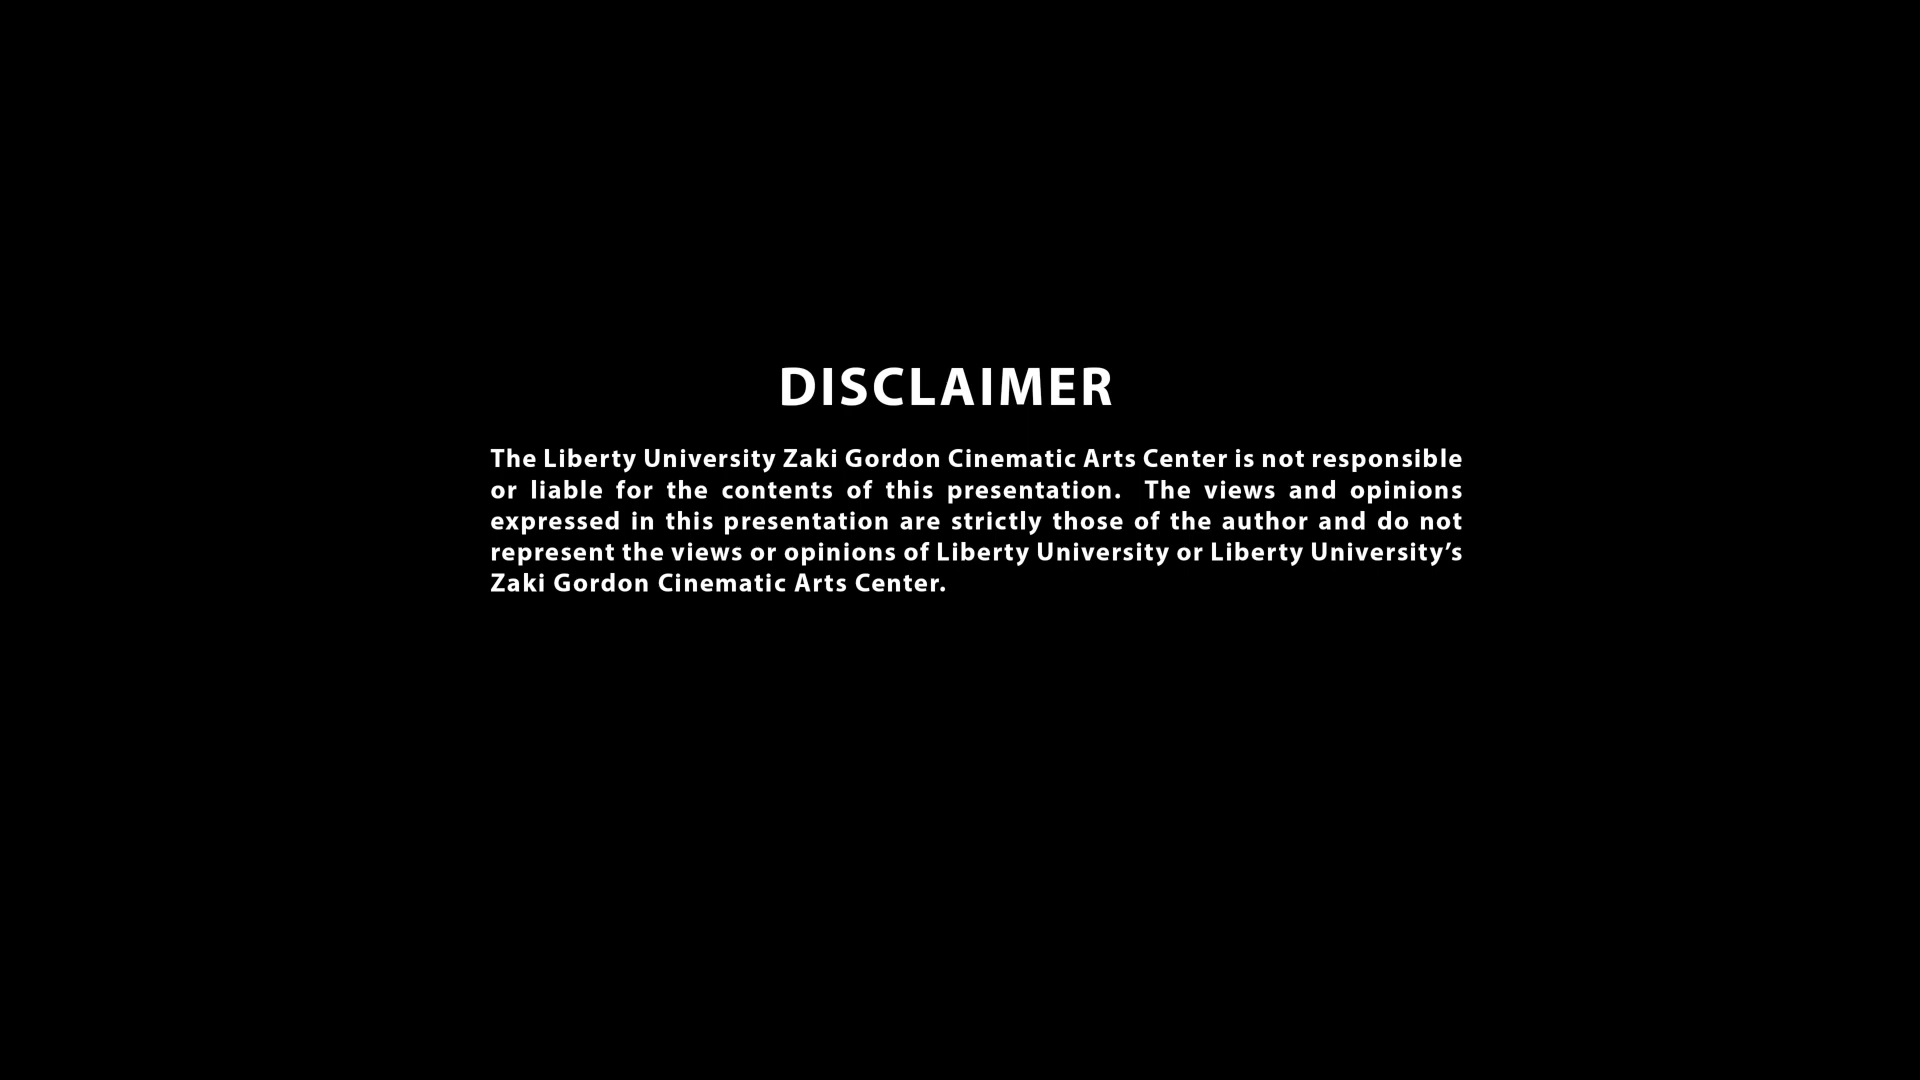 DISCLAIMER
The Liberty University Zaki Gordon Cinematic Arts Center is not responsible
or liable for the contents of this presentation.  The views and opinions
expressed in this presentation are strictly those of the author and do not
represent the views or opinions of Liberty University or Liberty University’s
Zaki Gordon Cinematic Arts Center.